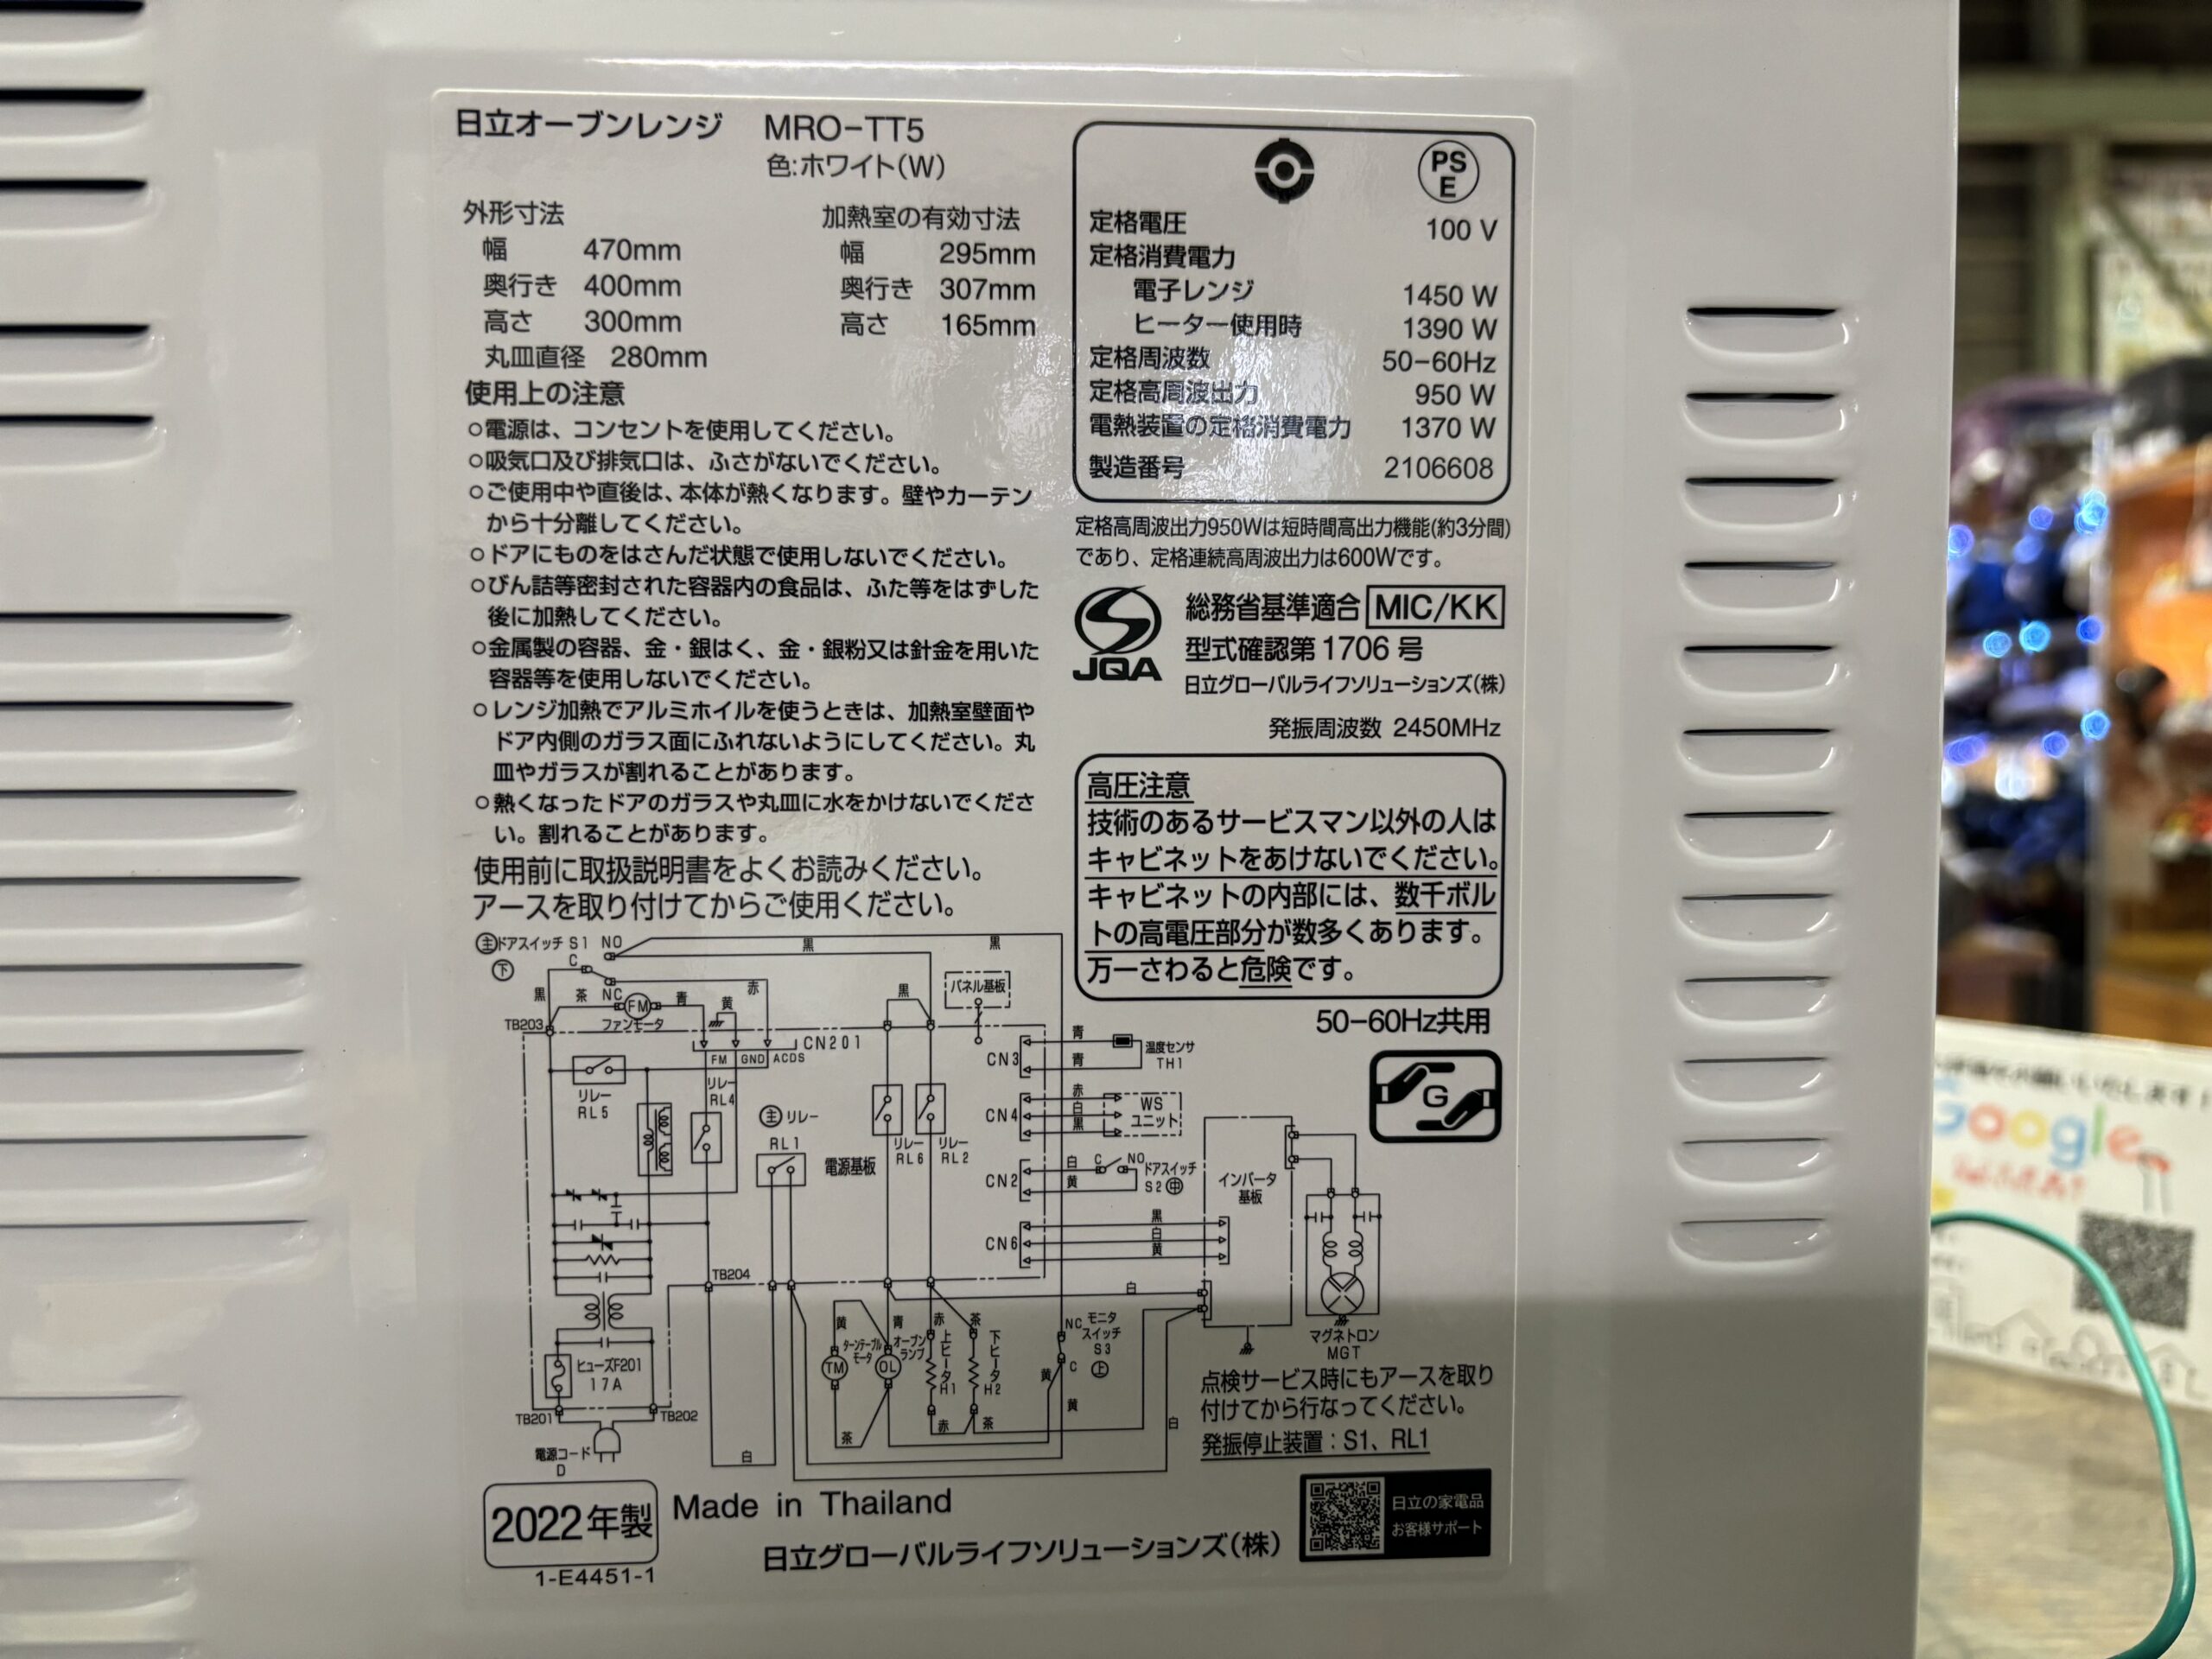 日立オーブンレンジ MRO-TT5
色:ホワイト(W)
外形寸法
幅 470mm
奥行き 400mm
高さ 300mm
丸皿直径 280mm
加熱室の有効寸法
幅 295mm
奥行き 307mm
高さ 165mm
使用上の注意
○電源は、コンセントを使用してください。
○吸気口及び排気口は、ふさがないでください。
○ご使用中や直後は、本体が熱くなります。壁やカーテン
から十分離してください。
○ドアにものをはさんだ状態で使用しないでください。
○びん詰等密封された容器内の食品は、ふた等をはずした
後に加熱してください。
○金属製の容器、金・銀はく、金・銀粉又は針金を用いた
容器等を使用しないでください。
○レンジ加熱でアルミホイルを使うときは、加熱室壁面や
ドア内側のガラス面にふれないようにしてください。丸
皿やガラスが割れることがあります。
○熱くなったドアのガラスや丸皿に水をかけないでくださ
い。割れることがあります。
使用前に取扱説明書をよくお読みください。
アースを取り付けてからご使用ください。
PS
E
定格電圧 100 V
定格消費電力
電子レンジ 1450 W
ヒーター使用時 1390 W
定格周波数 50-60Hz
定格高周波出力 950 W
電熱装置の定格消費電力 1370 W
製造番号 2106608
定格高周波出力950Wは短時間高出力機能(約3分間)
であり、定格連続高周波出力は600Wです。
JQA
総務省基準適合 MIC/KK
型式確認第 1706 号
日立グローバルライフソリューションズ(株)
発振周波数 2450MHz
高圧注意
技術のあるサービスマン以外の人は
キャビネットをあけないでください。
キャビネットの内部には、数千ボル
トの高電圧部分が数多くあります。
万一さわると危険です。
50-60Hz共用
G
主ドアスイッチ S1 NO
下 C
黒 黒
黒 茶 NC FM 青 黄 赤 黒 パネル基板
TB203 ファンモータ
CN201
FM GND ACDS
リレー RL5
リレー RL4
主 リレー RL1
電源基板
リレー RL6
リレー RL2
CN3 青 青 温度センサ TH1
CN4 赤 白 黒 WS ユニット
CN2 白 黄 C NO ドアスイッチ S2 中
CN6 黒 白 黄
インバータ
基板
TB204
白
ヒューズF201
17A
TB201 TB202
電源コード
D
白
黄 ターンテーブル モータ TM 茶
青 オーブン ランプ OL
赤 上ヒータ H1 赤
茶 下ヒータ H2 茶
NC モニタ スイッチ S3 上
C 黄 黄
白
マグネトロン
MGT
点検サービス時にもアースを取り
付けてから行なってください。
発振停止装置：S1、RL1
2022年製
Made in Thailand
日立グローバルライフソリューションズ(株)
1-E4451-1
日立の家電品
お客様サポート
Google